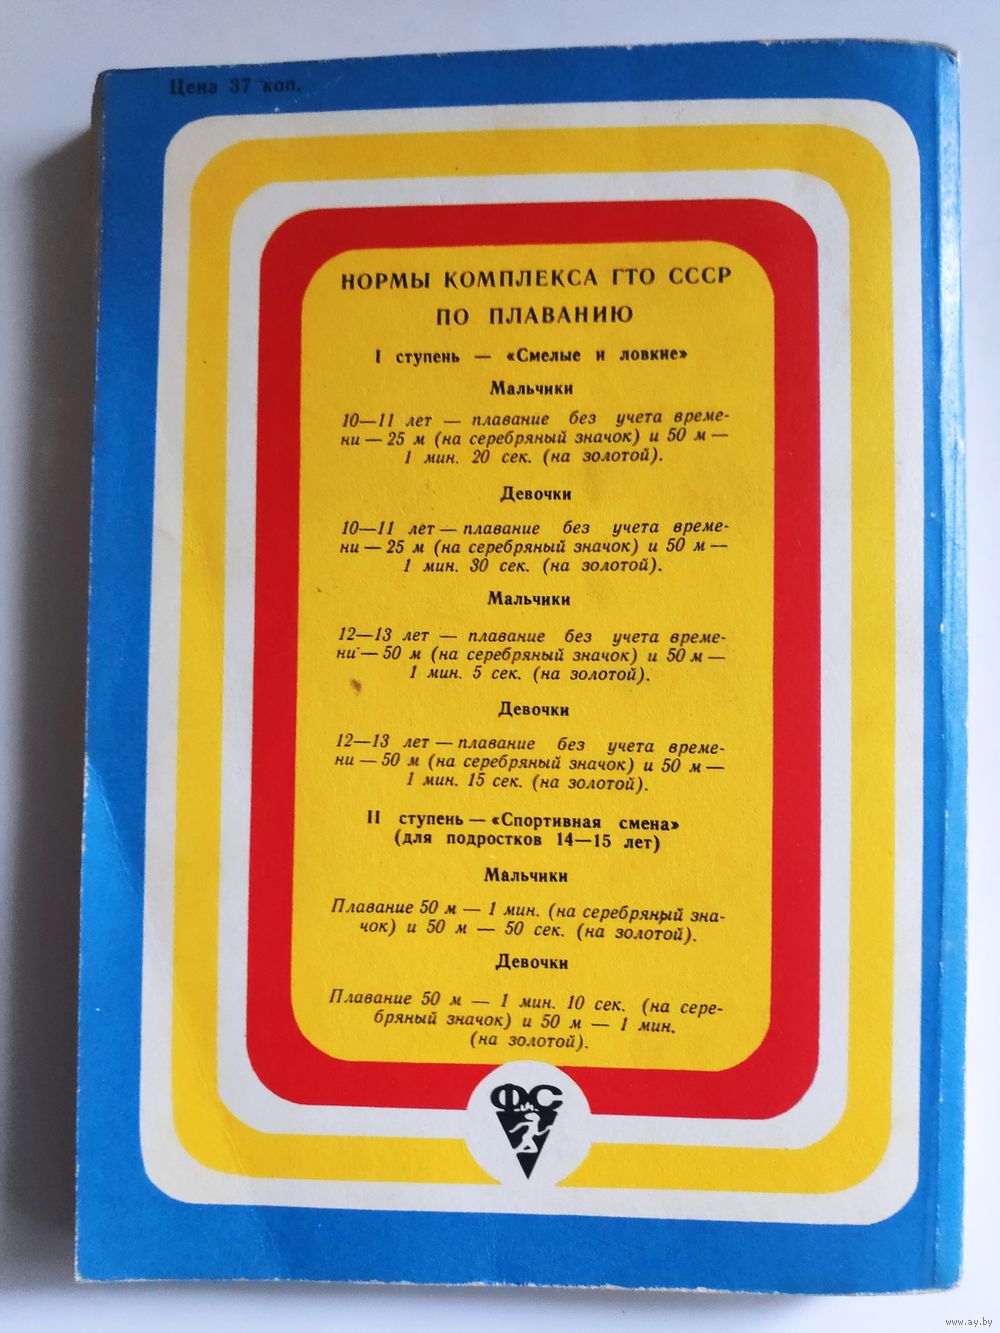 Цена 37 коп.
НОРМЫ КОМПЛЕКСА ГТО СССР
ПО ПЛАВАНИЮ
I ступень — «Смелые и ловкие»
Мальчики
10—11 лет — плавание без учета време-
ни — 25 м (на серебряный значок) и 50 м —
1 мин. 20 сек. (на золотой).
Девочки
10—11 лет — плавание без учета време-
ни — 25 м (на серебряный значок) и 50 м —
1 мин. 30 сек. (на золотой).
Мальчики
12—13 лет — плавание без учета време-
ни — 50 м (на серебряный значок) и 50 м —
1 мин. 5 сек. (на золотой).
Девочки
12—13 лет — плавание без учета време-
ни — 50 м (на серебряный значок) и 50 м —
1 мин. 15 сек. (на золотой).
II ступень — «Спортивная смена»
(для подростков 14—15 лет)
Мальчики
Плавание 50 м — 1 мин. (на серебряный зна-
чок) и 50 м — 50 сек. (на золотой).
Девочки
Плавание 50 м — 1 мин. 10 сек. (на сере-
бряный значок) и 50 м — 1 мин.
(на золотой).
ФС
www.ay.by